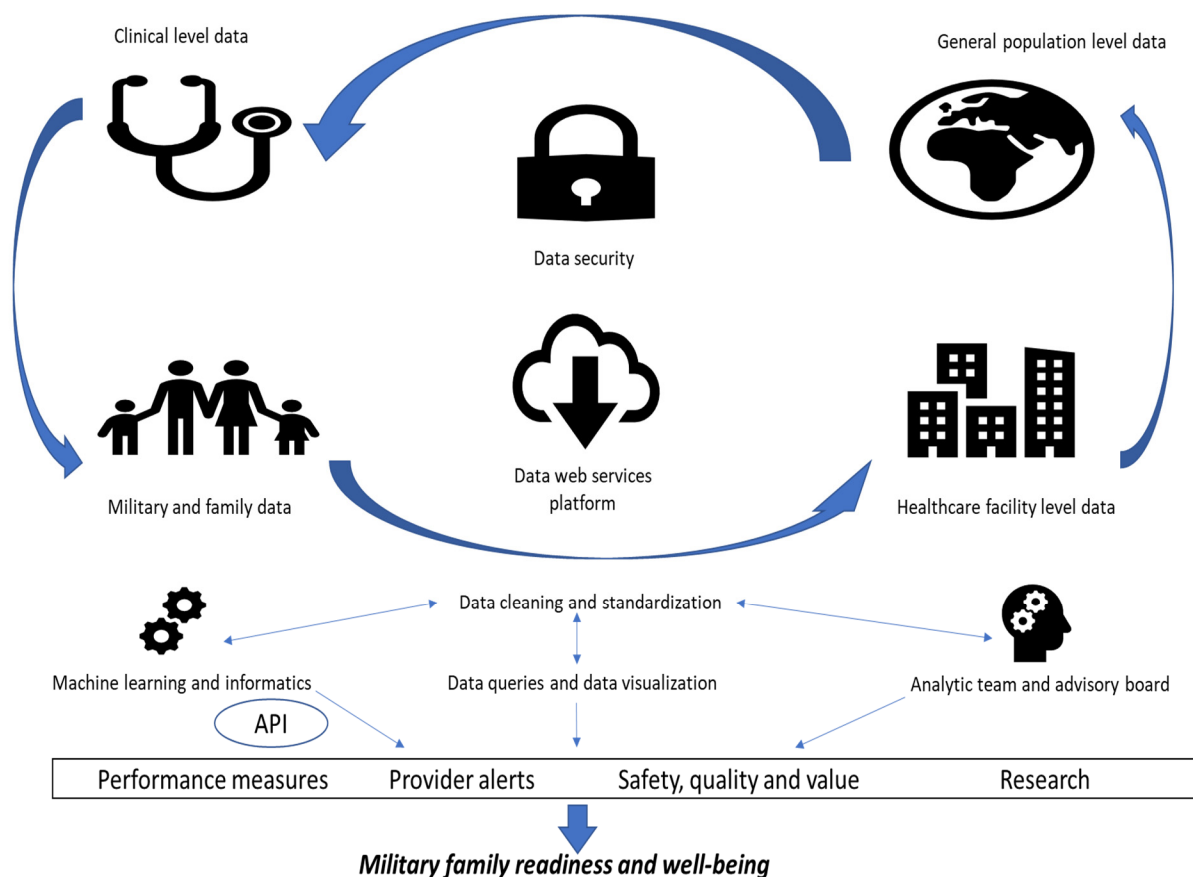 Clinical level data
General population level data
Data security
Data web services
platform
Military and family data
Healthcare facility level data
Data cleaning and standardization
Machine learning and informatics
Data queries and data visualization
Analytic team and advisory board
API
Performance measures
Provider alerts
Safety, quality and value
Research
Military family readiness and well-being